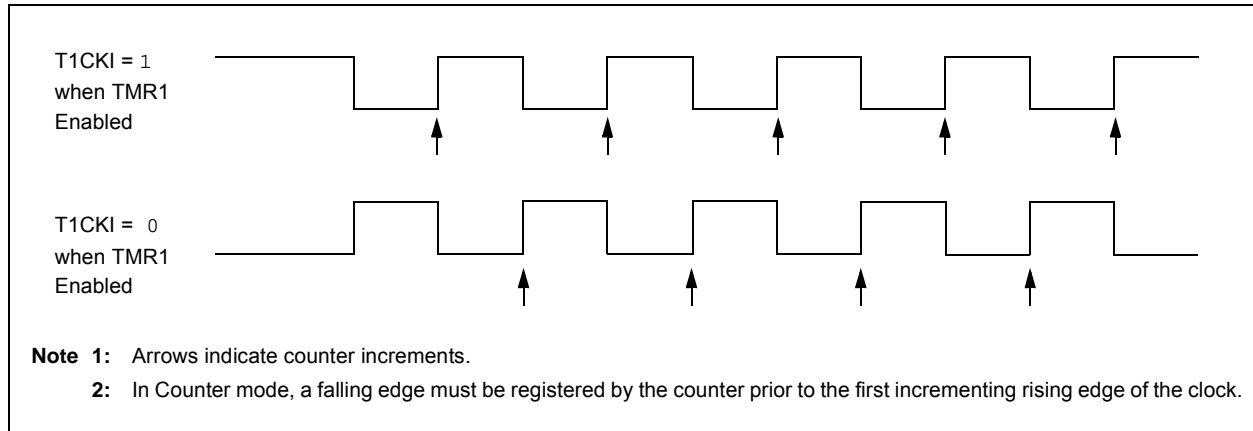 T1CKI = 1
when TMR1
Enabled
T1CKI = 0
when TMR1
Enabled
Note 1: Arrows indicate counter increments.
2: In Counter mode, a falling edge must be registered by the counter prior to the first incrementing rising edge of the clock.